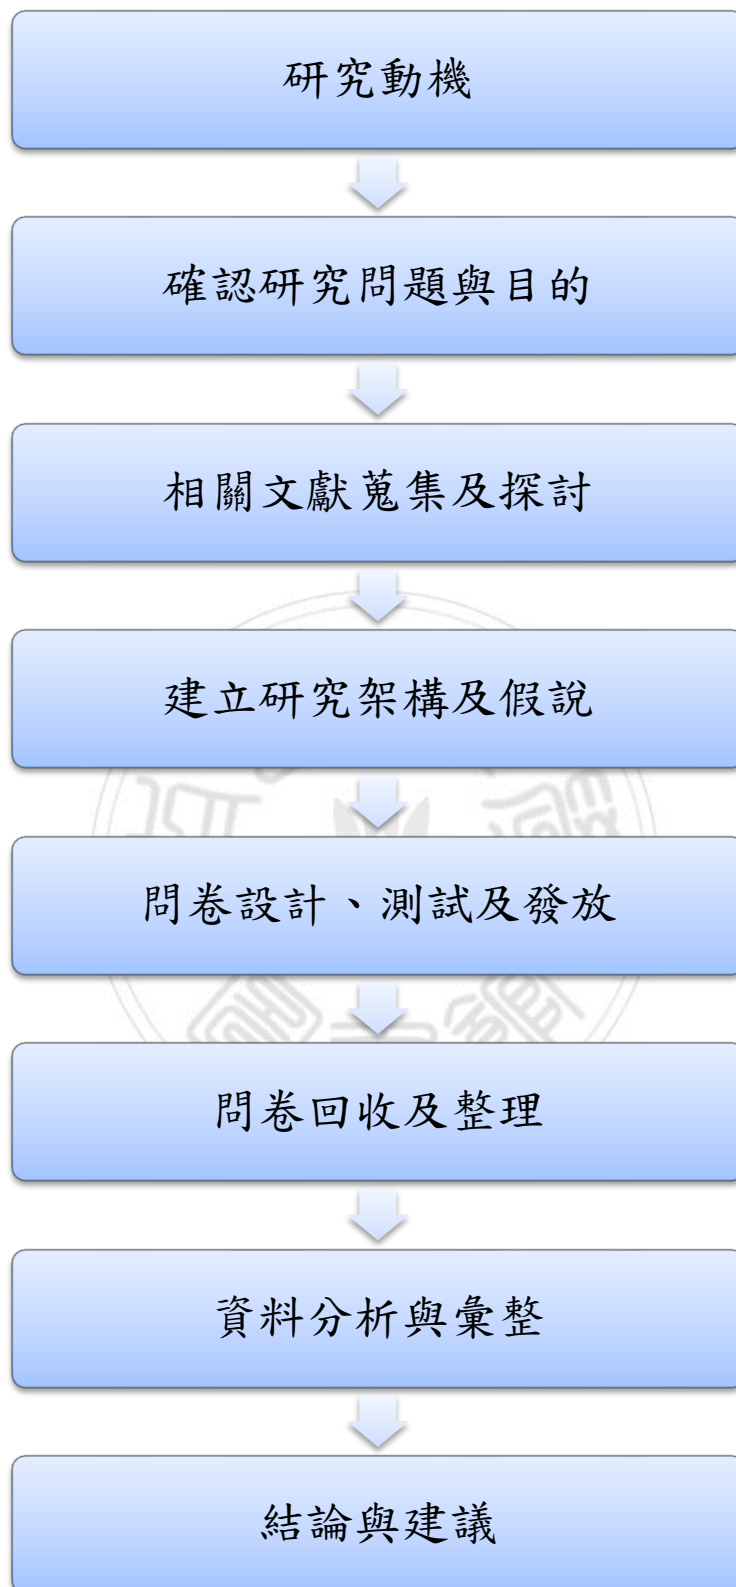 研究動機
確認研究問題與目的
相關文獻蒐集及探討
建立研究架構及假說
問卷設計、測試及發放
問卷回收及整理
資料分析與彙整
結論與建議